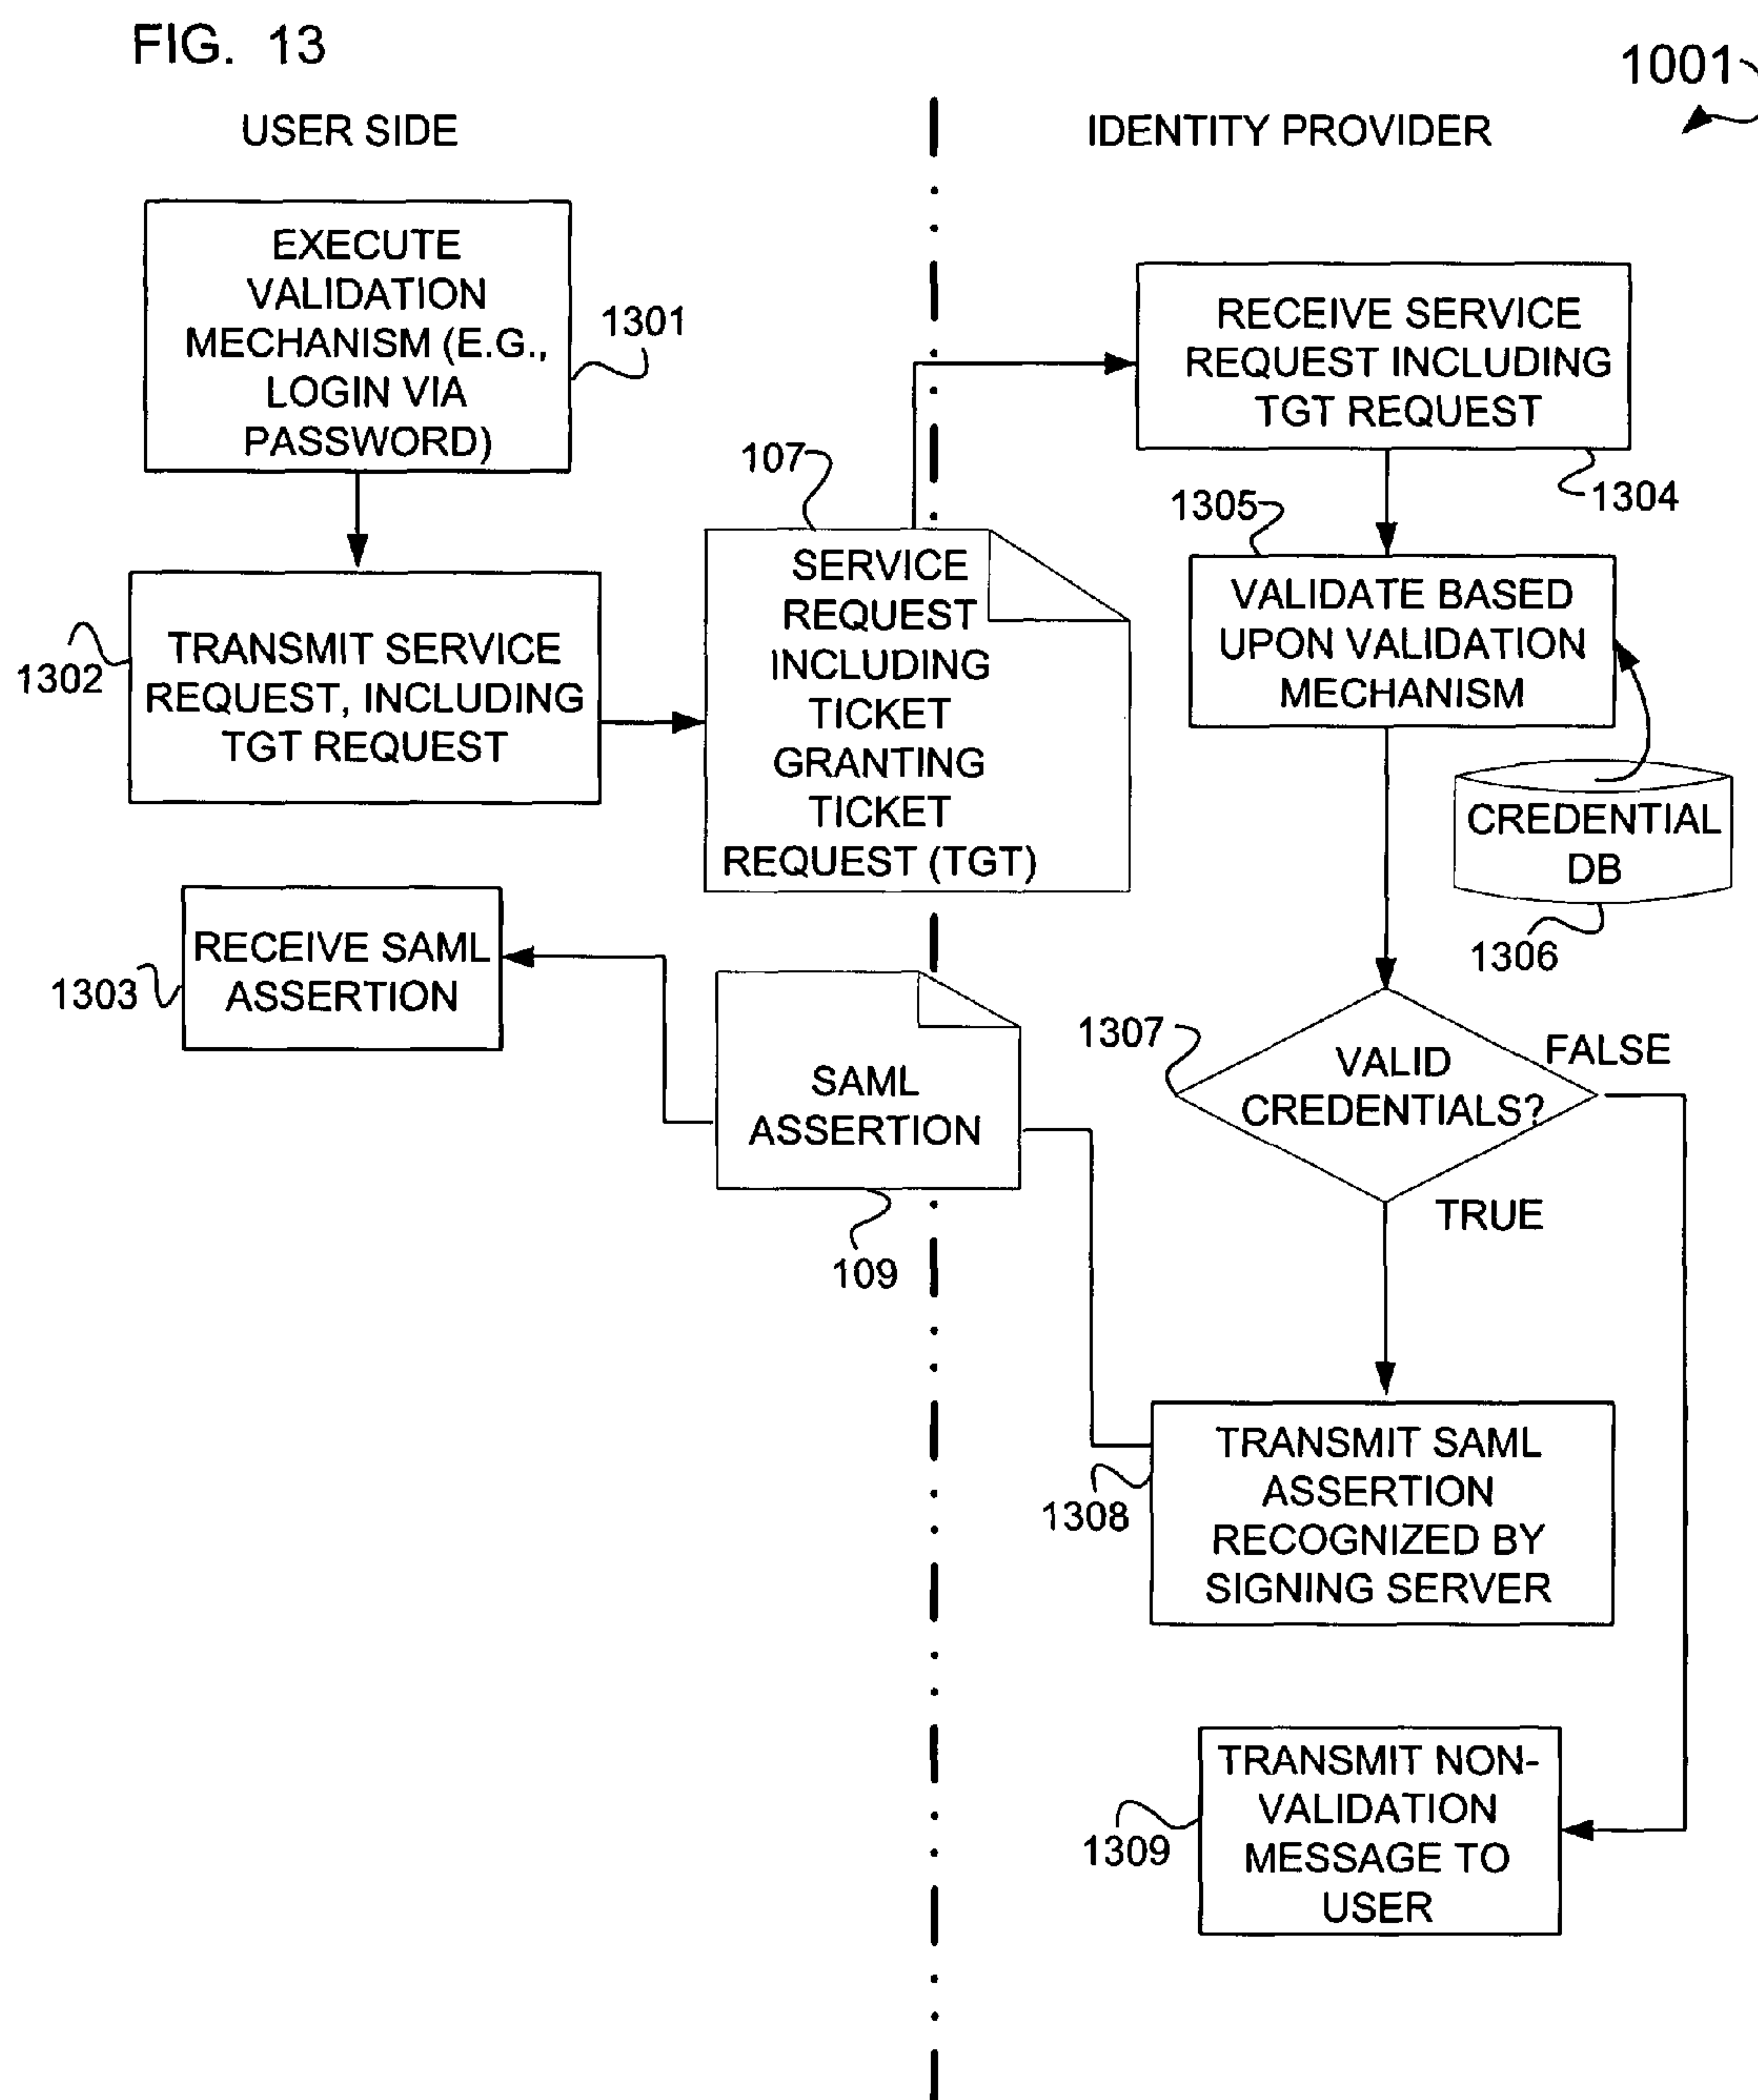 FIG. 13
1001
USER SIDE
IDENTITY PROVIDER
EXECUTE
VALIDATION
MECHANISM (E.G.,
LOGIN VIA
PASSWORD)
1301
TRANSMIT SERVICE
REQUEST, INCLUDING
TGT REQUEST
1302
107
SERVICE
REQUEST
INCLUDING
TICKET
GRANTING
TICKET
REQUEST (TGT)
RECEIVE SERVICE
REQUEST INCLUDING
TGT REQUEST
1304
1305
VALIDATE BASED
UPON VALIDATION
MECHANISM
CREDENTIAL
DB
1306
RECEIVE SAML
ASSERTION
1303
SAML
ASSERTION
109
1307
VALID
CREDENTIALS?
FALSE
TRUE
TRANSMIT SAML
ASSERTION
RECOGNIZED BY
SIGNING SERVER
1308
TRANSMIT NON-
VALIDATION
MESSAGE TO
USER
1309